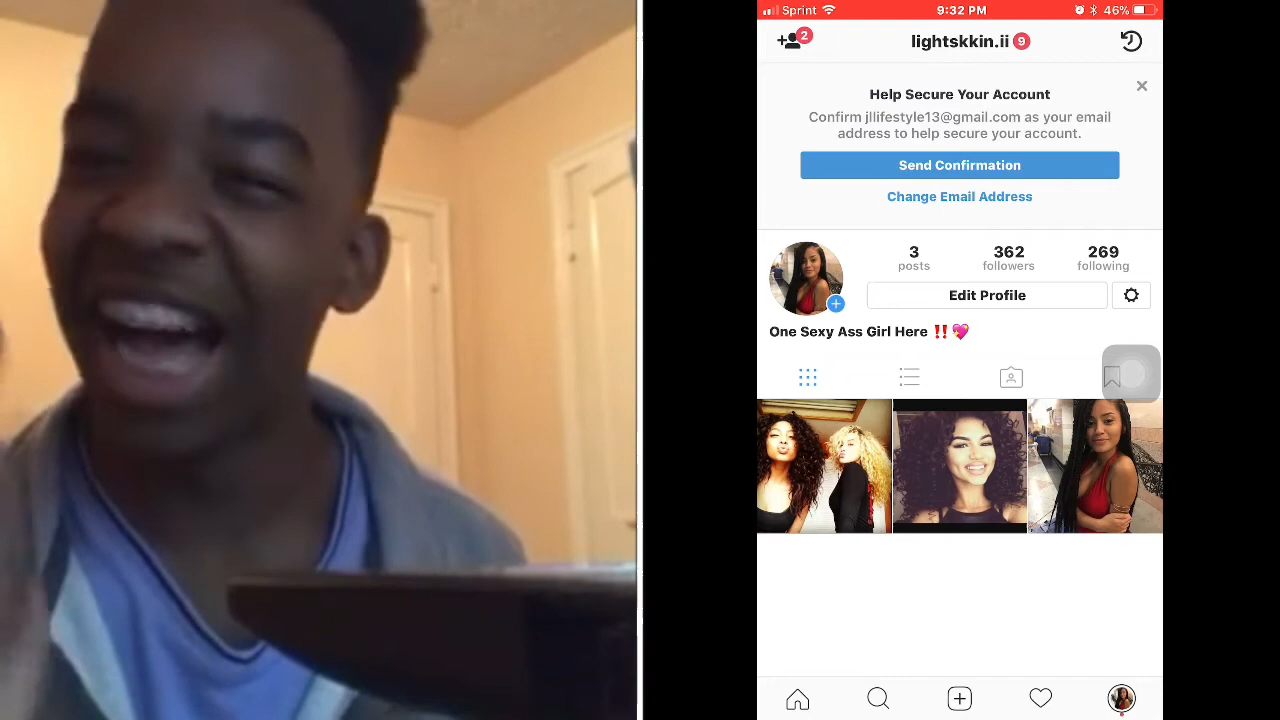 Sprint 9:32 PM 46%
2 lightskkin.ii 9
Help Secure Your Account
Confirm jllifestyle13@gmail.com as your email
address to help secure your account.
Send Confirmation
Change Email Address
3 362 269
posts followers following
Edit Profile
One Sexy Ass Girl Here ‼️💖